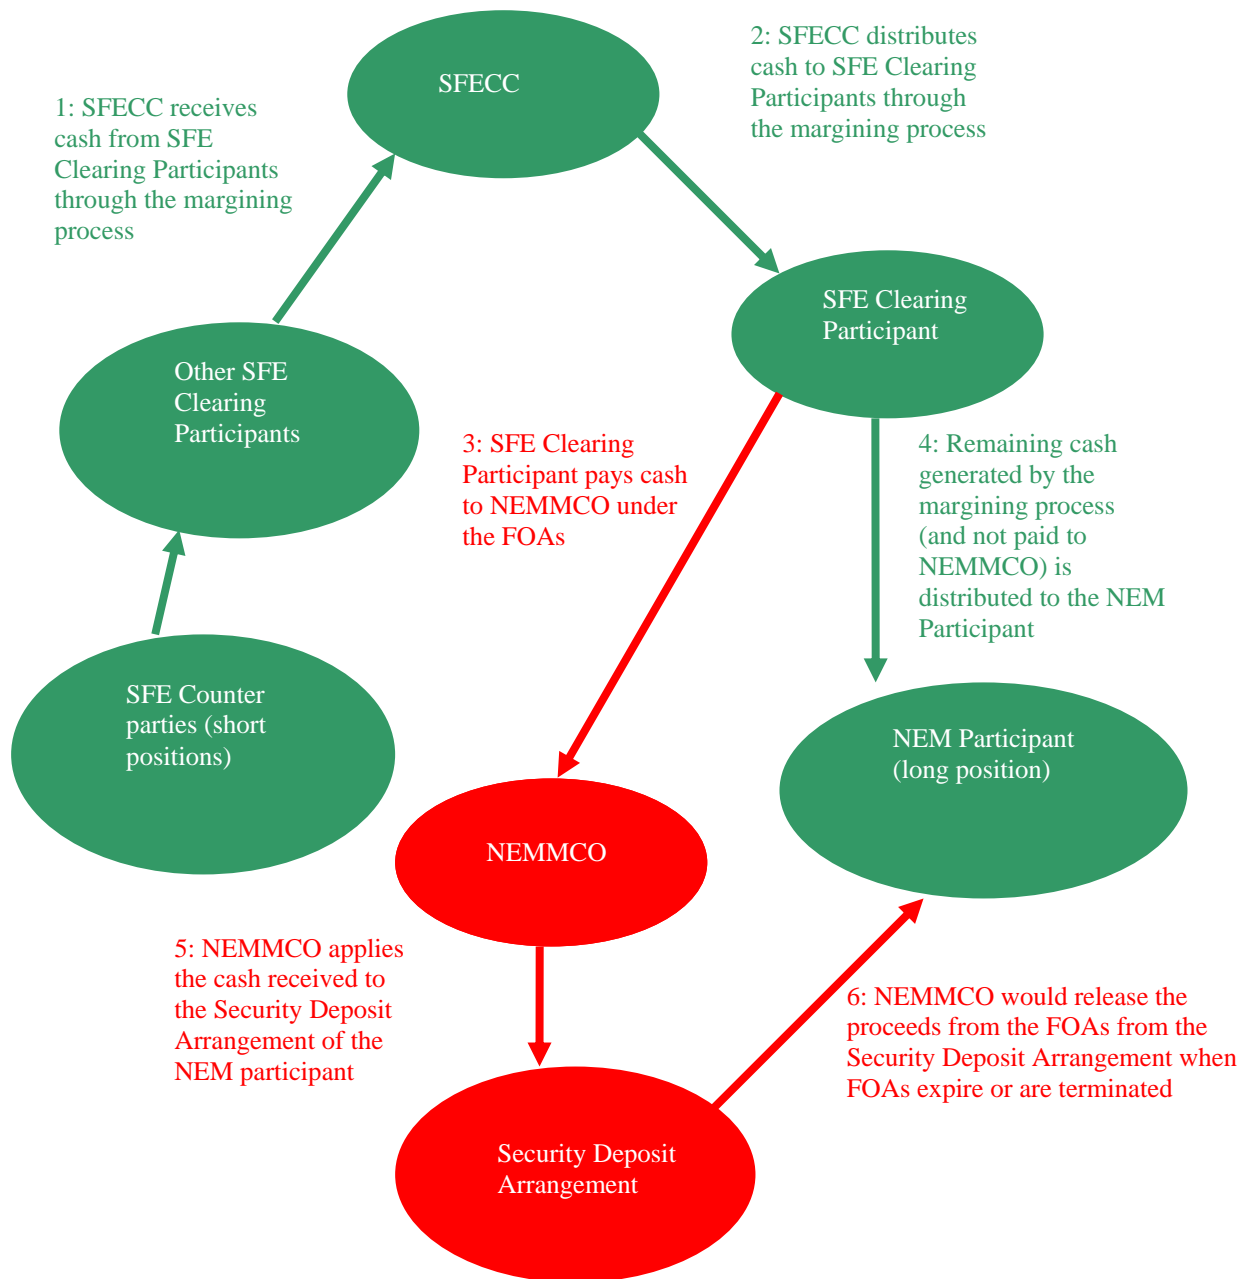 SFECC
2: SFECC distributes
cash to SFE Clearing
Participants through
the margining process
1: SFECC receives
cash from SFE
Clearing Participants
through the margining
process
SFE Clearing
Participant
Other SFE
Clearing
Participants
3: SFE Clearing
Participant pays cash
to NEMMCO under
the FOAs
4: Remaining cash
generated by the
margining process
(and not paid to
NEMMCO) is
distributed to the NEM
Participant
SFE Counter
parties (short
positions)
NEM Participant
(long position)
NEMMCO
5: NEMMCO applies
the cash received to
the Security Deposit
Arrangement of the
NEM participant
6: NEMMCO would release the
proceeds from the FOAs from the
Security Deposit Arrangement when
FOAs expire or are terminated
Security Deposit
Arrangement